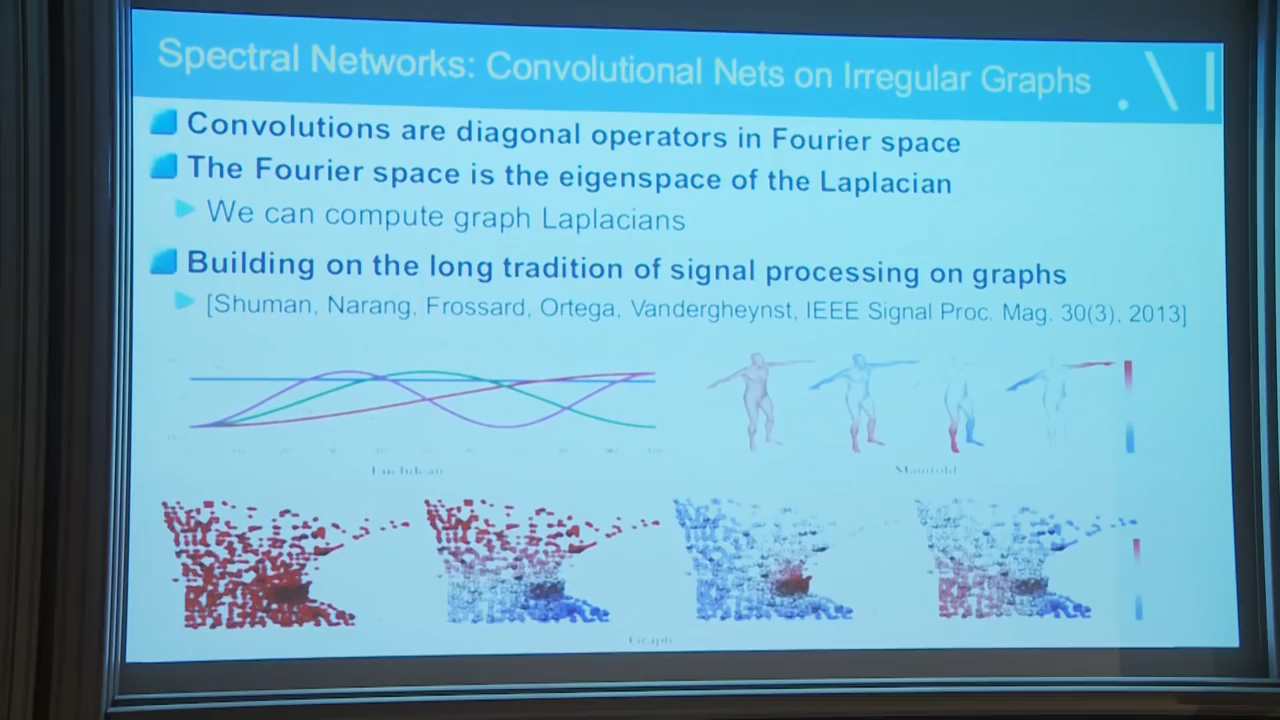 Spectral Networks: Convolutional Nets on Irregular Graphs
Convolutions are diagonal operators in Fourier space
The Fourier space is the eigenspace of the Laplacian
We can compute graph Laplacians
Building on the long tradition of signal processing on graphs
[Shuman, Narang, Frossard, Ortega, Vandergheynst, IEEE Signal Proc. Mag. 30(3), 2013]
Euclidean
Manifold
Graph